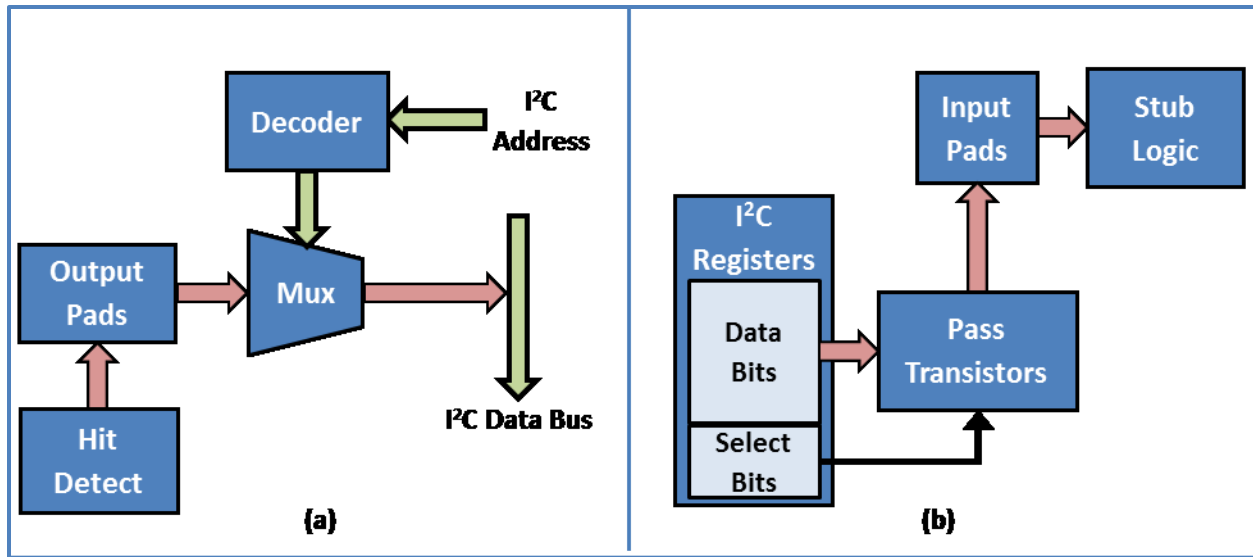 Decoder
I²C
Address
Output
Pads
Mux
I²C Data Bus
Hit
Detect
(a)
Input
Pads
Stub
Logic
I²C
Registers
Data
Bits
Pass
Transistors
Select
Bits
(b)